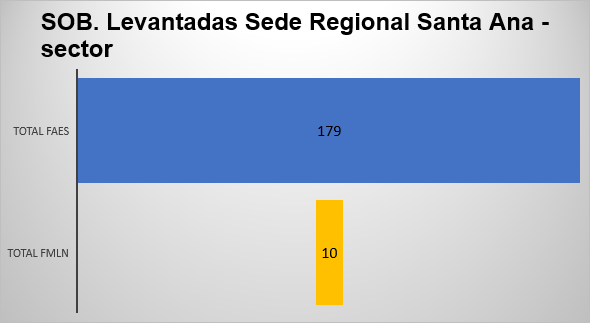 SOB. Levantadas Sede Regional Santa Ana -
sector
TOTAL FAES
179
TOTAL FMLN
10